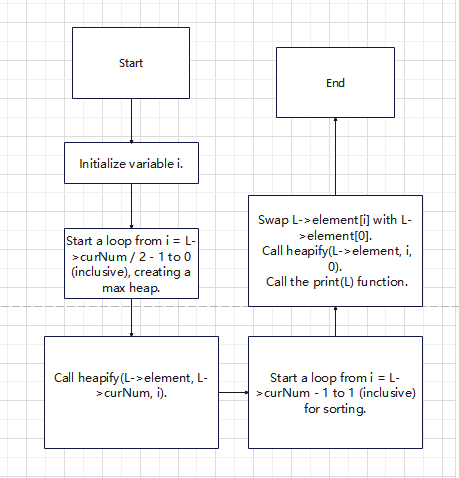 Start
Initialize variable i.
Start a loop from i = L-
>curNum / 2 - 1 to 0
(inclusive), creating a
max heap.
Call heapify(L->element, L-
>curNum, i).
Start a loop from i = L-
>curNum - 1 to 1 (inclusive)
for sorting.
Swap L->element[i] with L-
>element[0].
Call heapify(L->element, i,
0).
Call the print(L) function.
End